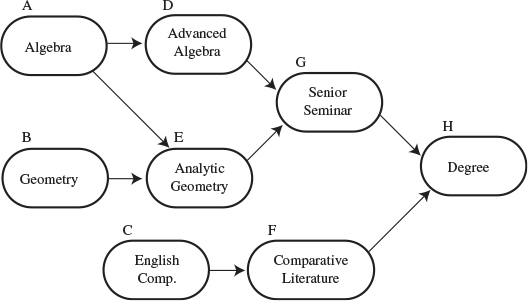 A
Algebra
D
Advanced
Algebra
G
Senior
Seminar
B
Geometry
E
Analytic
Geometry
H
Degree
C
English
Comp.
F
Comparative
Literature